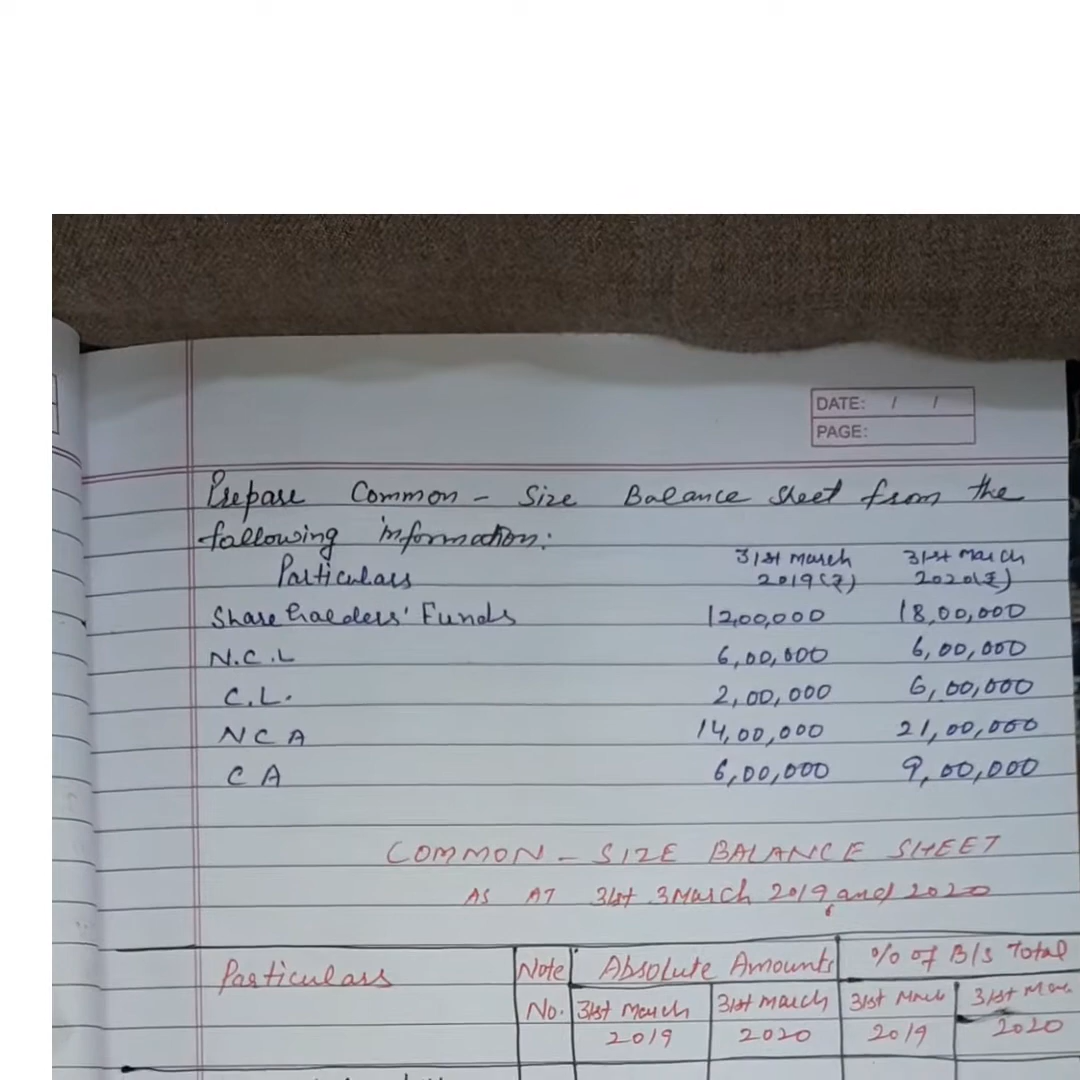 DATE: / /
PAGE:
Prepare Common - Size Balance sheet from the
following information:
Particulars 31st march 2019(₹) 31st march 2020(₹)
Shareholders' Funds 12,00,000 18,00,000
N.C.L 6,00,000 6,00,000
C.L. 2,00,000 6,00,000
NCA 14,00,000 21,00,000
CA 6,00,000 9,00,000
COMMON - SIZE BALANCE SHEET
AS AT 31st 3March 2019, and 2020
Particulars Note No. Absolute Amounts % of B/S Total
31st March 2019 31st march 2020 31st March 2019 31st Mar 2020